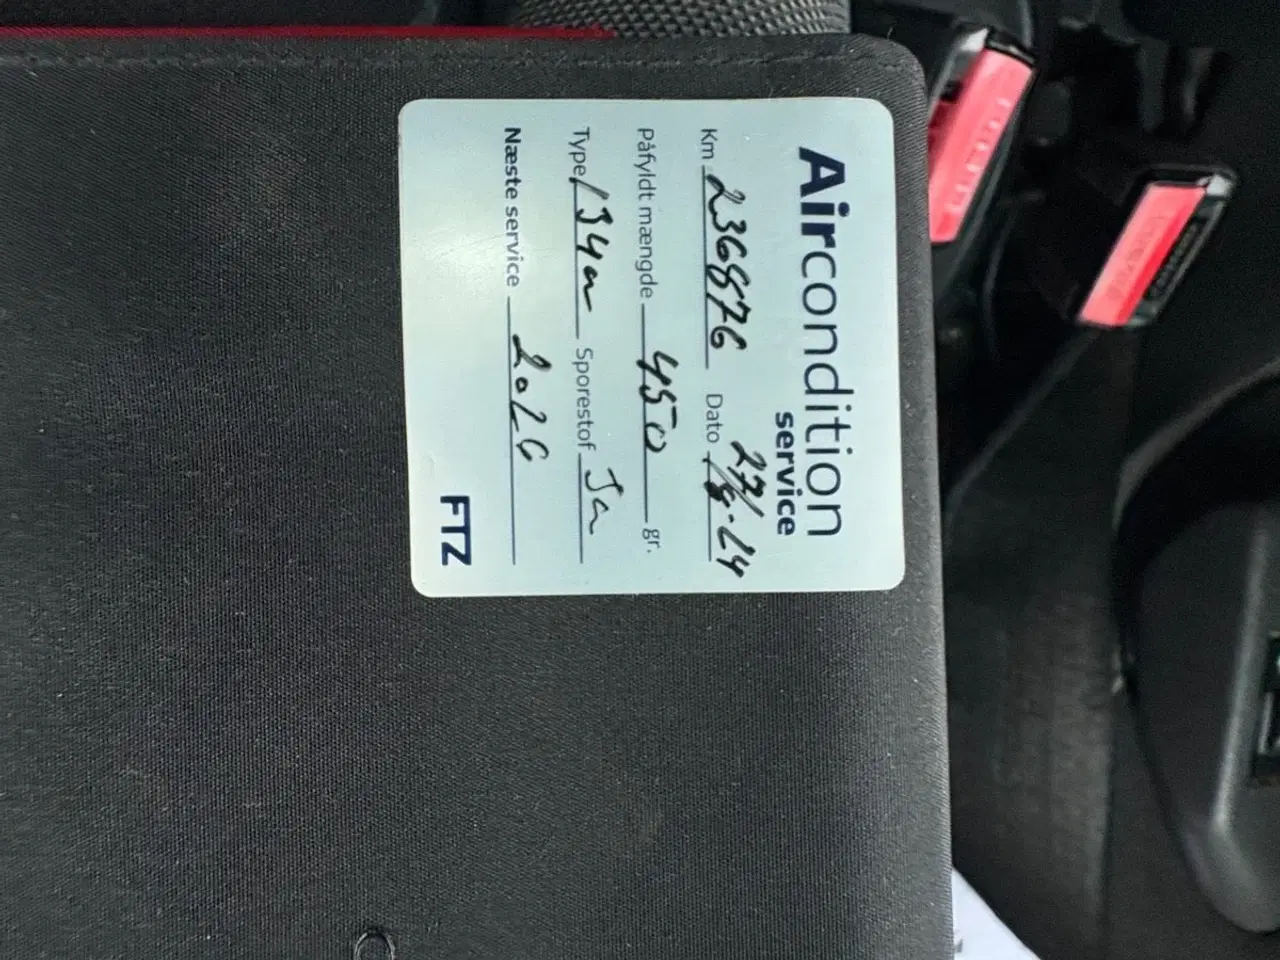 Aircondition
service
Km 236876 Dato 27/8-24
Påfyldt mængde 450 gr.
Type 134a Sporestof Ja
Næste service 2026
FTZ